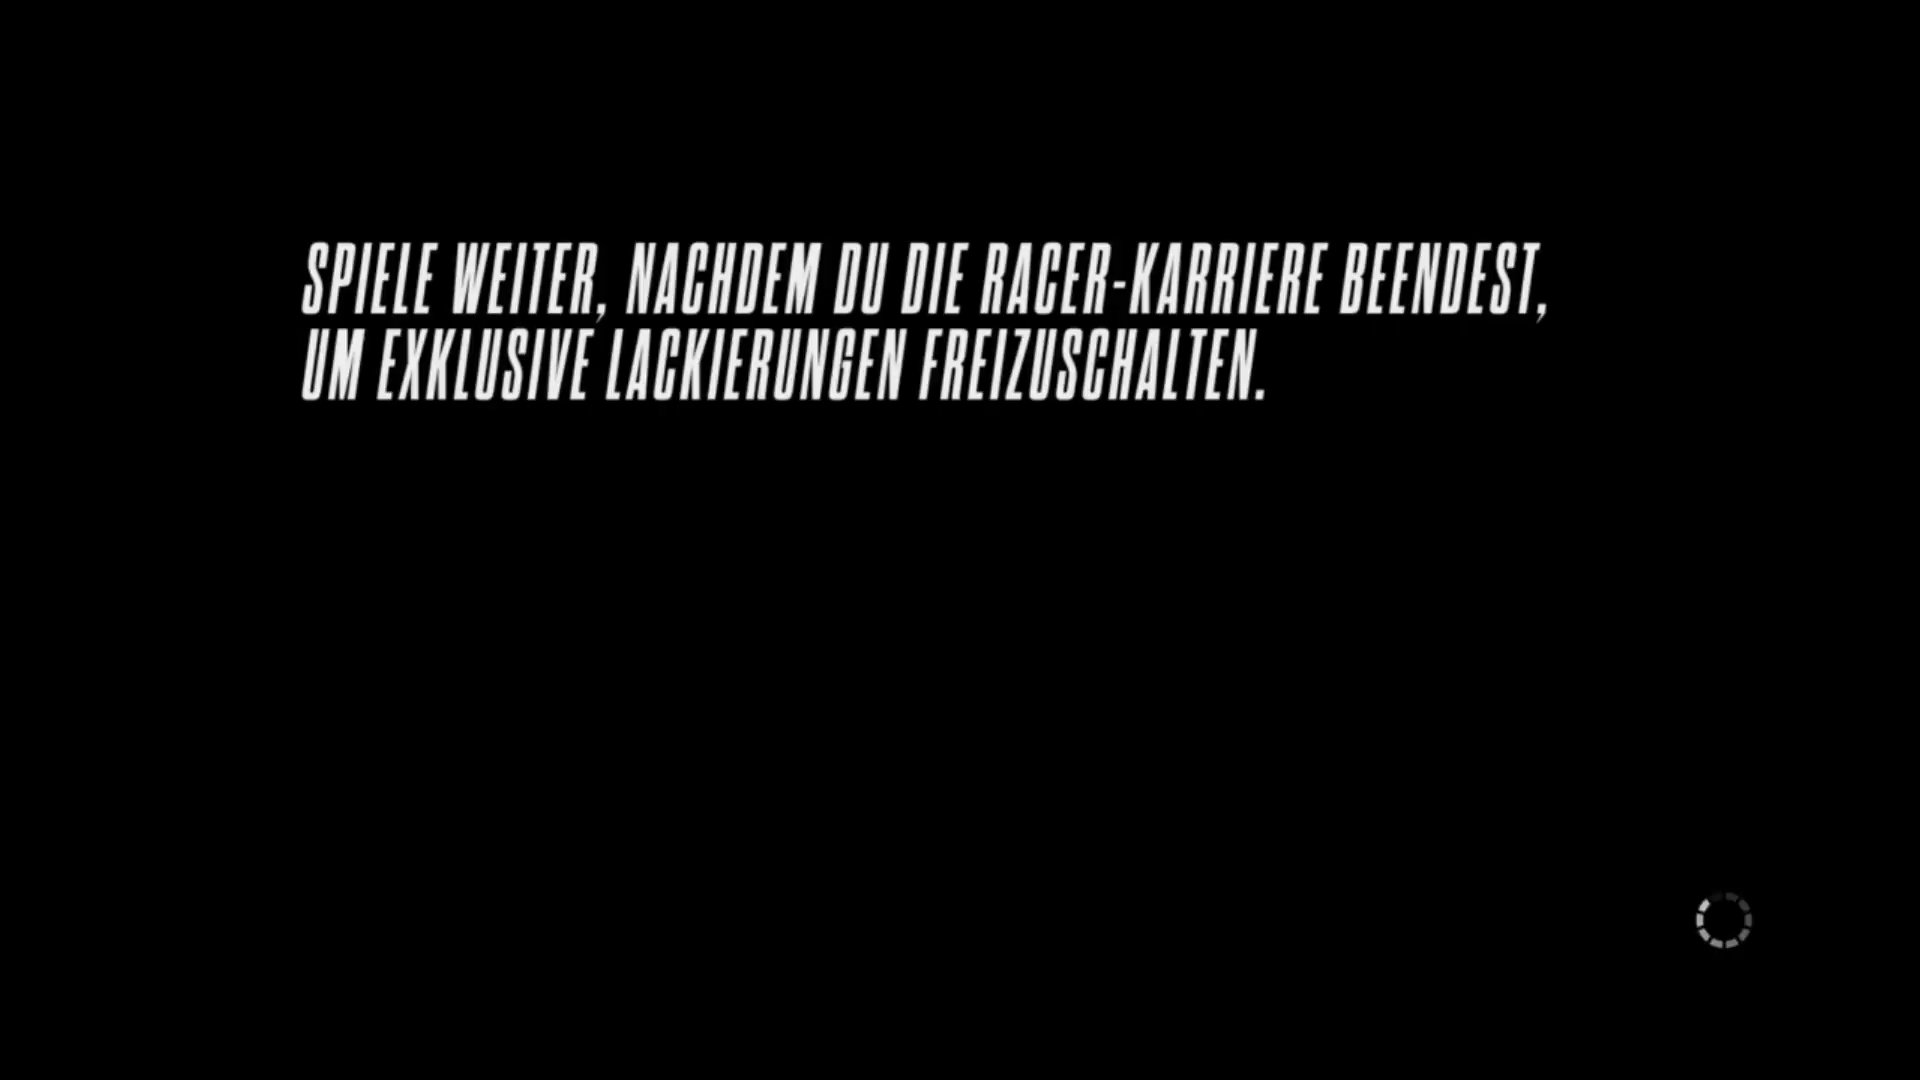 SPIELE WEITER, NACHDEM DU DIE RACER-KARRIERE BEENDEST,
UM EXKLUSIVE LACKIERUNGEN FREIZUSCHALTEN.